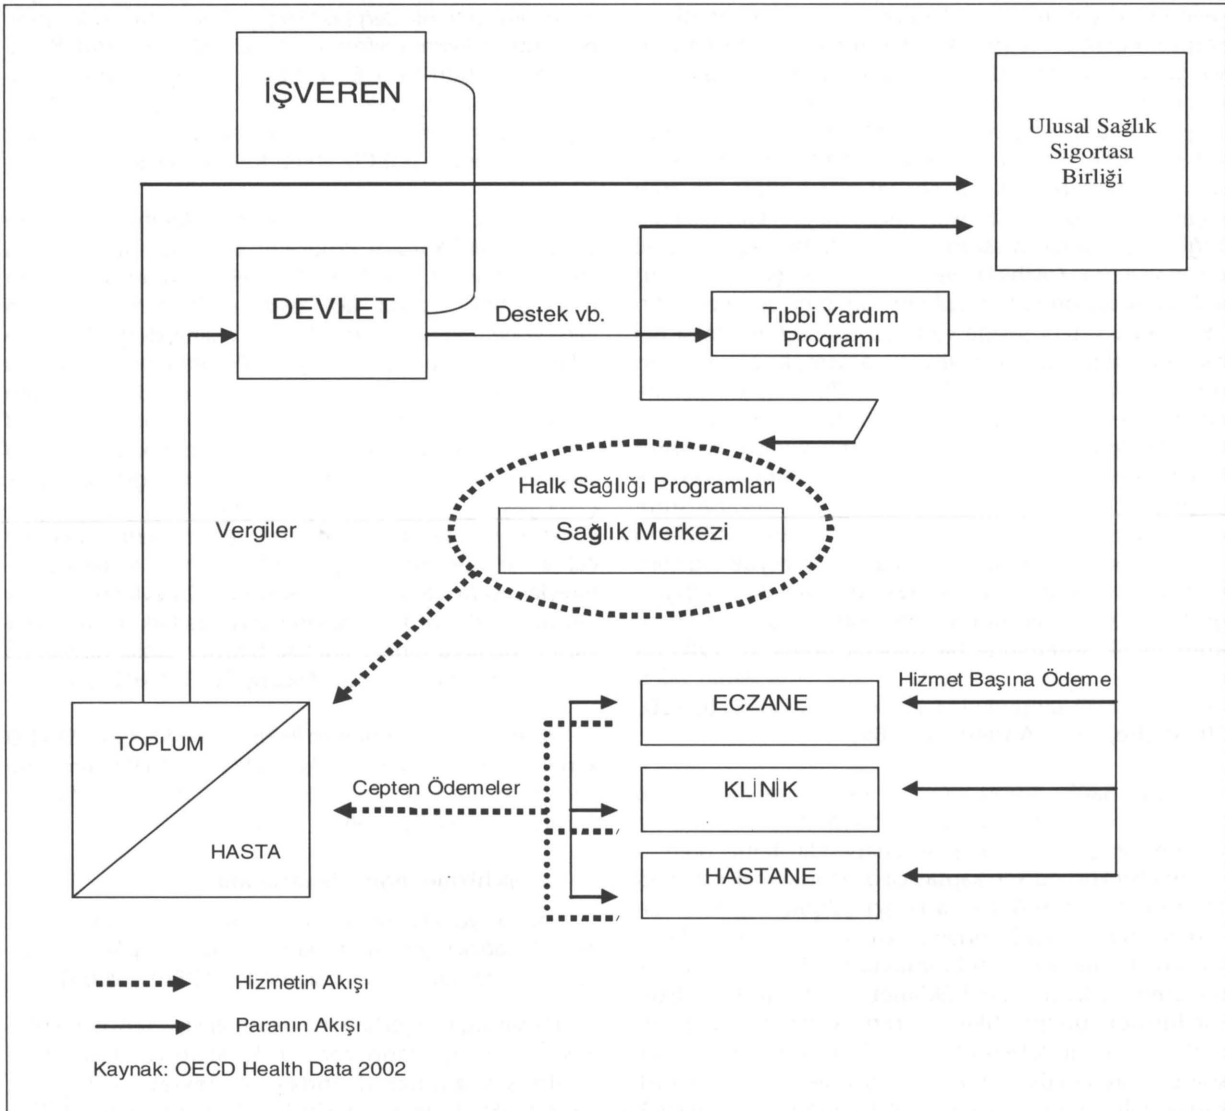 İŞVEREN
Ulusal Sağlık
Sigortası
Birliği
DEVLET
Destek vb.
Tıbbi Yardım
Programı
Halk Sağlığı Programları
Sağlık Merkezi
Vergiler
TOPLUM
HASTA
Cepten Ödemeler
ECZANE
Hizmet Başına Ödeme
KLİNİK
HASTANE
Hizmetin Akışı
Paranın Akışı
Kaynak: OECD Health Data 2002